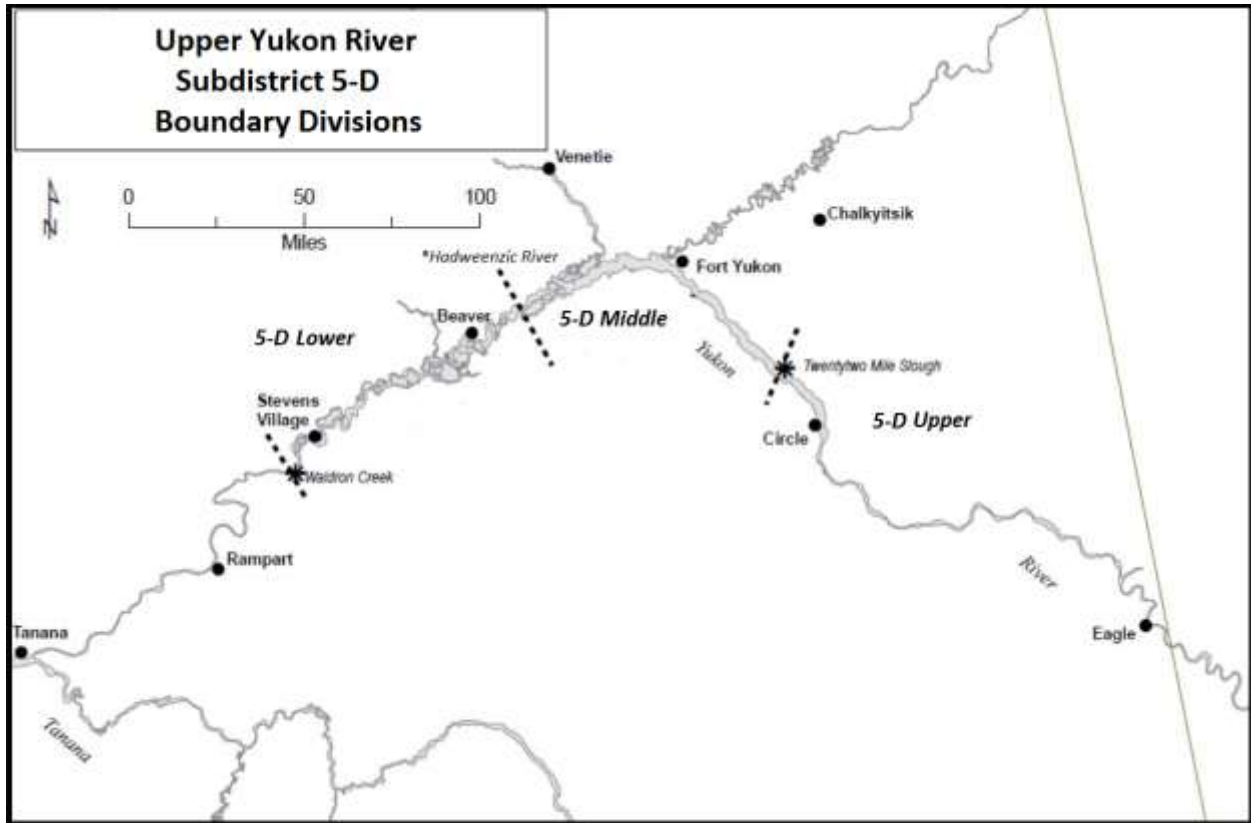 Upper Yukon River
Subdistrict 5-D
Boundary Divisions
Venetie
0 50 100
Miles
N
Chalkyitsik
*Hadweenzic River
Fort Yukon
Beaver
5-D Middle
5-D Lower
Yukon
Twentytwo Mile Slough
Stevens
Village
5-D Upper
Circle
Waldron Creek
Rampart
River
Tanana
Eagle
Tanana